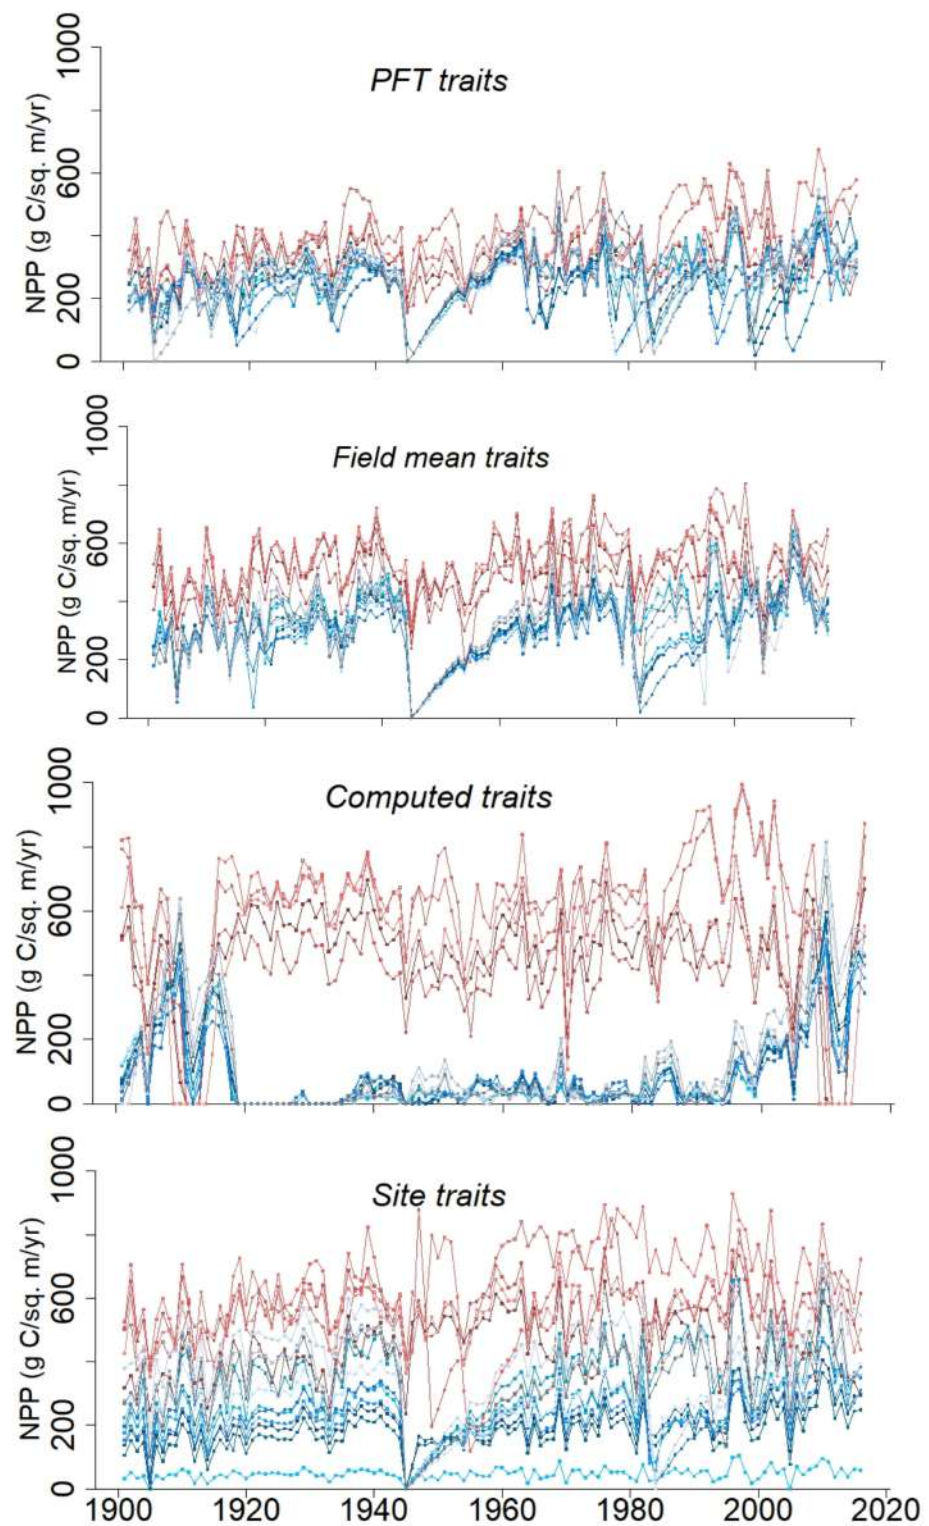 PFT traits
NPP (g C/sq. m/yr)
0 200 600 1000
Field mean traits
NPP (g C/sq. m/yr)
0 200 600 1000
Computed traits
NPP (g C/sq. m/yr)
0 200 600 1000
Site traits
NPP (g C/sq. m/yr)
0 200 600 1000
1900 1920 1940 1960 1980 2000 2020